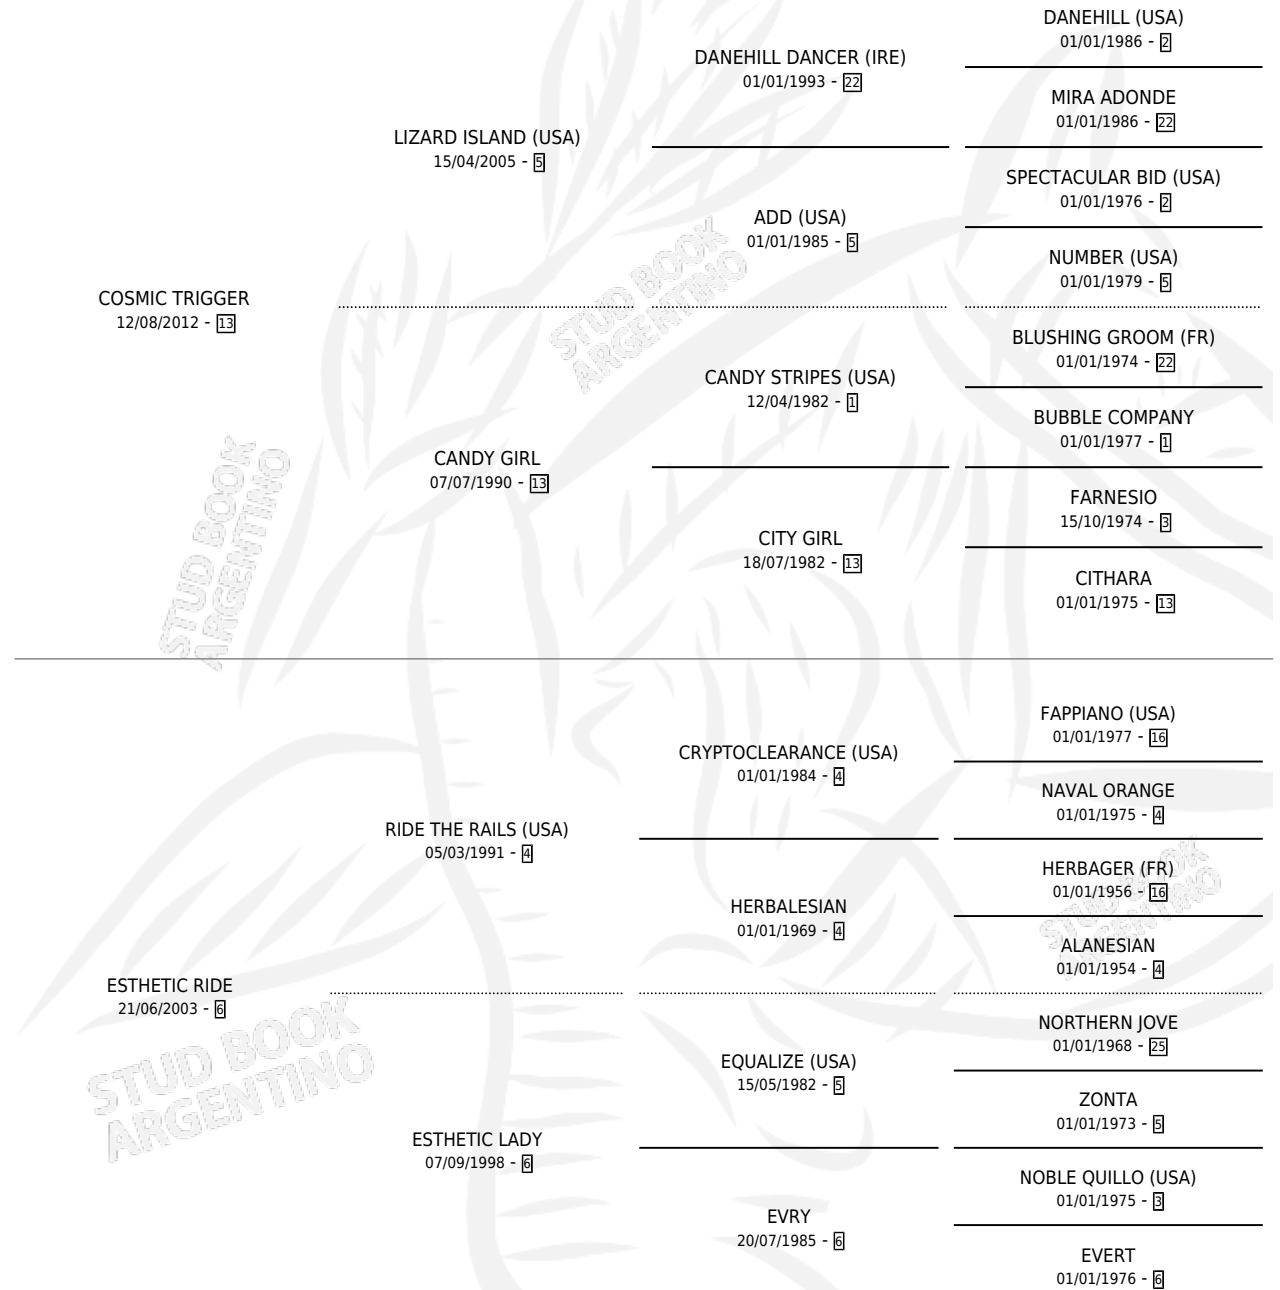 DANEHILL (USA)
01/01/1986 - 2
DANEHILL DANCER (IRE)
01/01/1993 - 22
MIRA ADONDE
01/01/1986 - 22
LIZARD ISLAND (USA)
15/04/2005 - 5
SPECTACULAR BID (USA)
01/01/1976 - 2
ADD (USA)
01/01/1985 - 5
NUMBER (USA)
01/01/1979 - 5
COSMIC TRIGGER
12/08/2012 - 13
STUD BOOK
ARGENTINO
BLUSHING GROOM (FR)
01/01/1974 - 22
CANDY STRIPES (USA)
12/04/1982 - 1
BUBBLE COMPANY
01/01/1977 - 1
CANDY GIRL
07/07/1990 - 13
FARNESIO
15/10/1974 - 3
CITY GIRL
18/07/1982 - 13
CITHARA
01/01/1975 - 13
STUD BOOK
ARGENTINO
FAPPIANO (USA)
01/01/1977 - 16
CRYPTOCLEARANCE (USA)
01/01/1984 - 4
NAVAL ORANGE
01/01/1975 - 4
RIDE THE RAILS (USA)
05/03/1991 - 4
HERBAGER (FR)
01/01/1956 - 16
HERBALESIAN
01/01/1969 - 4
STUD BOOK
ARGENTINO
ALANESIAN
01/01/1954 - 4
ESTHETIC RIDE
21/06/2003 - 6
NORTHERN JOVE
01/01/1968 - 25
EQUALIZE (USA)
15/05/1982 - 5
STUD BOOK
ARGENTINO
ZONTA
01/01/1973 - 5
ESTHETIC LADY
07/09/1998 - 6
NOBLE QUILLO (USA)
01/01/1975 - 3
EVRY
20/07/1985 - 6
EVERT
01/01/1976 - 6